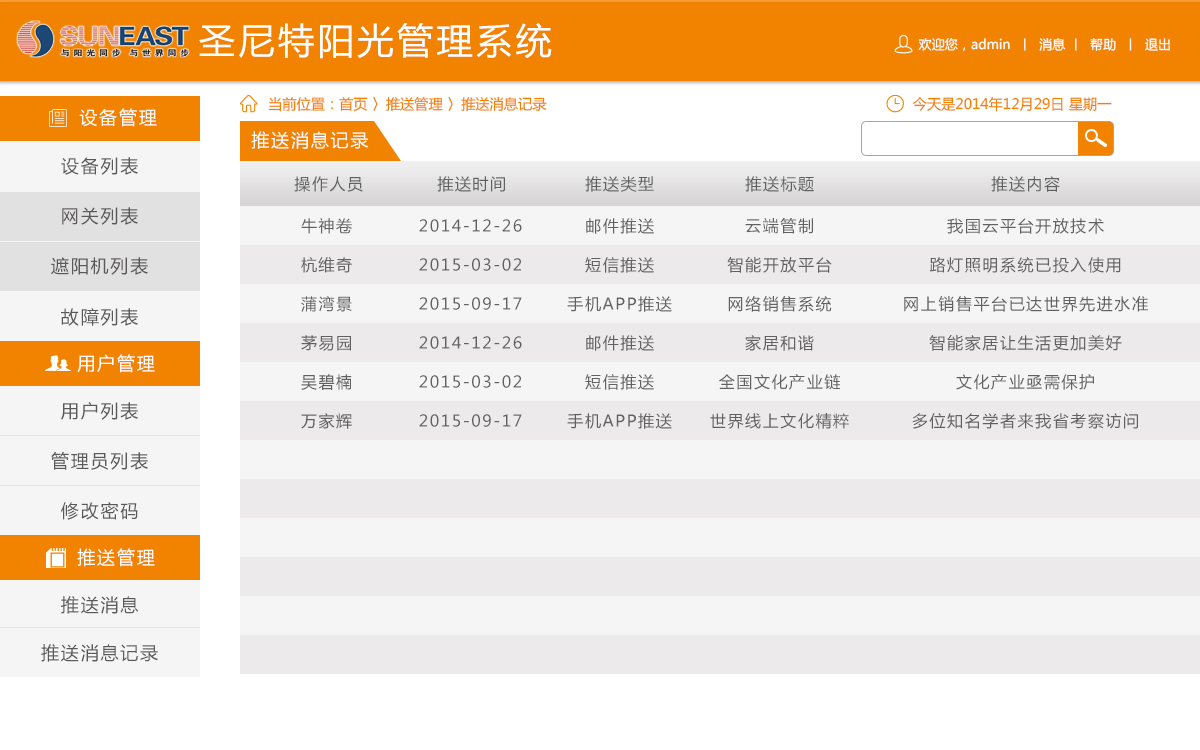 SUNEAST
与阳光同步 与世界同步
圣尼特阳光管理系统
欢迎您，admin | 消息 | 帮助 | 退出
当前位置：首页 〉推送管理 〉推送消息记录
今天是2014年12月29日 星期一
设备管理
设备列表
网关列表
遮阳机列表
故障列表
用户管理
用户列表
管理员列表
修改密码
推送管理
推送消息
推送消息记录
推送消息记录
操作人员 推送时间 推送类型 推送标题 推送内容
牛神卷 2014-12-26 邮件推送 云端管制 我国云平台开放技术
杭维奇 2015-03-02 短信推送 智能开放平台 路灯照明系统已投入使用
蒲湾景 2015-09-17 手机APP推送 网络销售系统 网上销售平台已达世界先进水准
茅易园 2014-12-26 邮件推送 家居和谐 智能家居让生活更加美好
吴碧楠 2015-03-02 短信推送 全国文化产业链 文化产业亟需保护
万家辉 2015-09-17 手机APP推送 世界线上文化精粹 多位知名学者来我省考察访问